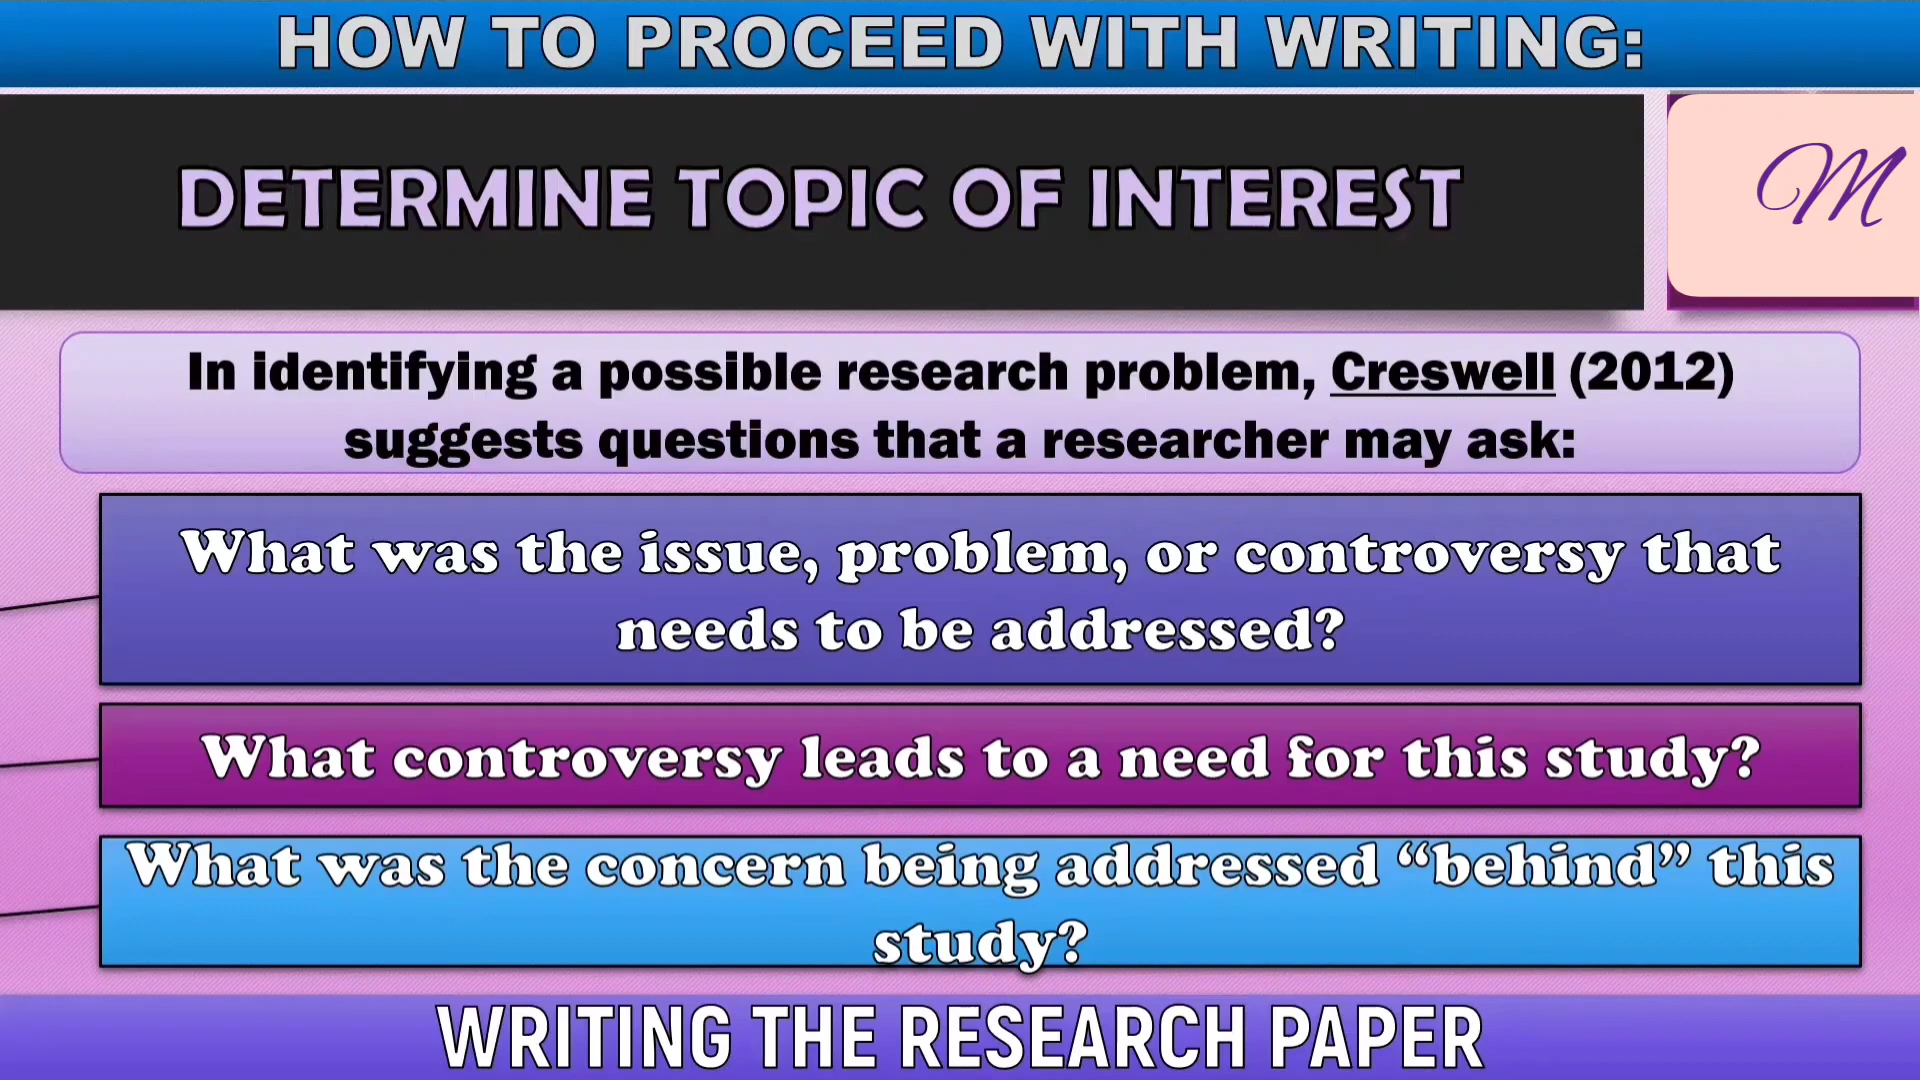 HOW TO PROCEED WITH WRITING:
DETERMINE TOPIC OF INTEREST
M
In identifying a possible research problem, Creswell (2012)
suggests questions that a researcher may ask:
What was the issue, problem, or controversy that
needs to be addressed?
What controversy leads to a need for this study?
What was the concern being addressed “behind” this
study?
WRITING THE RESEARCH PAPER